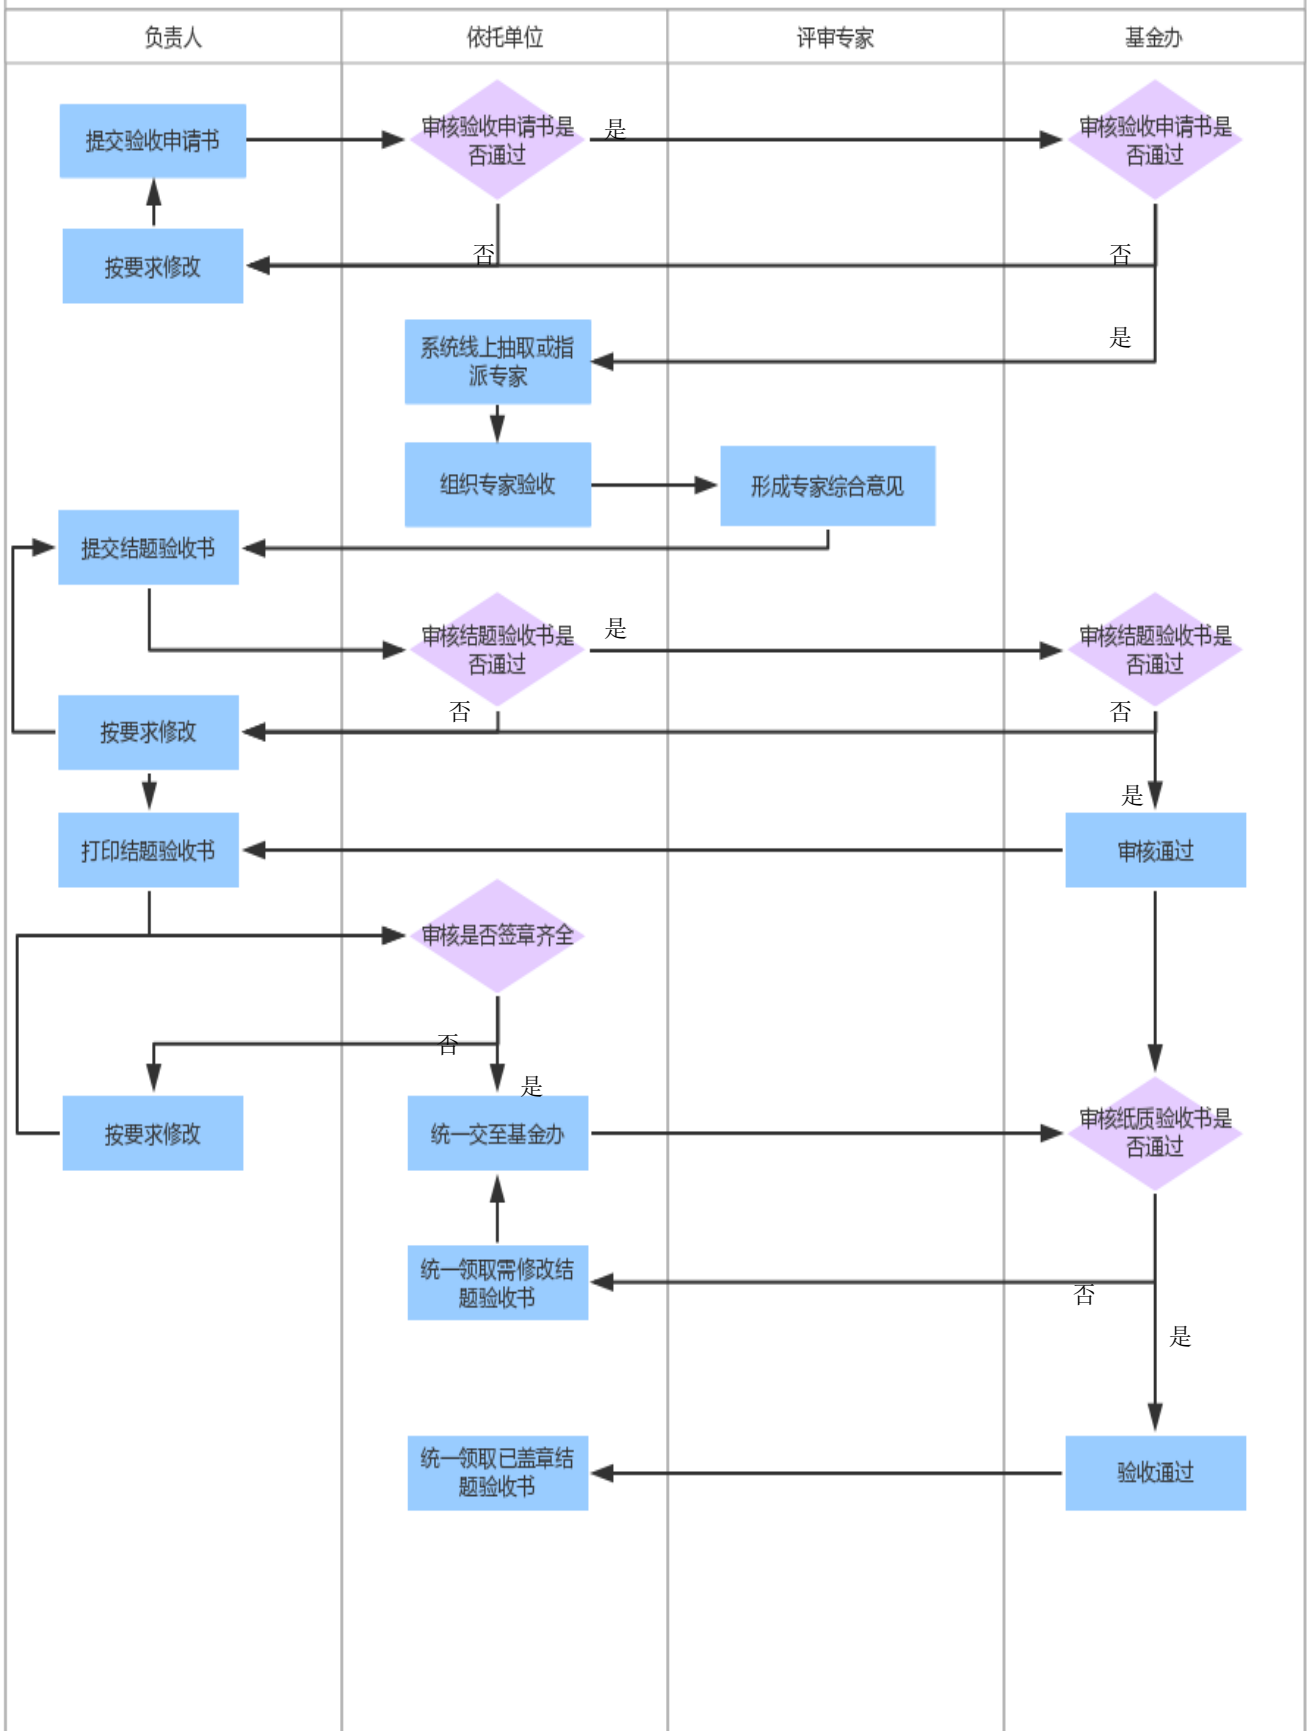 负责人
依托单位
评审专家
基金办
提交验收申请书
审核验收申请书是
否通过
是
审核验收申请书是
否通过
按要求修改
否
否
系统线上抽取或指
派专家
是
组织专家验收
形成专家综合意见
提交结题验收书
审核结题验收书是
否通过
是
审核结题验收书是
否通过
按要求修改
否
否
是
打印结题验收书
审核通过
审核是否签章齐全
否
是
按要求修改
统一交至基金办
审核纸质验收书是
否通过
统一领取需修改结
题验收书
否
是
统一领取已盖章结
题验收书
验收通过